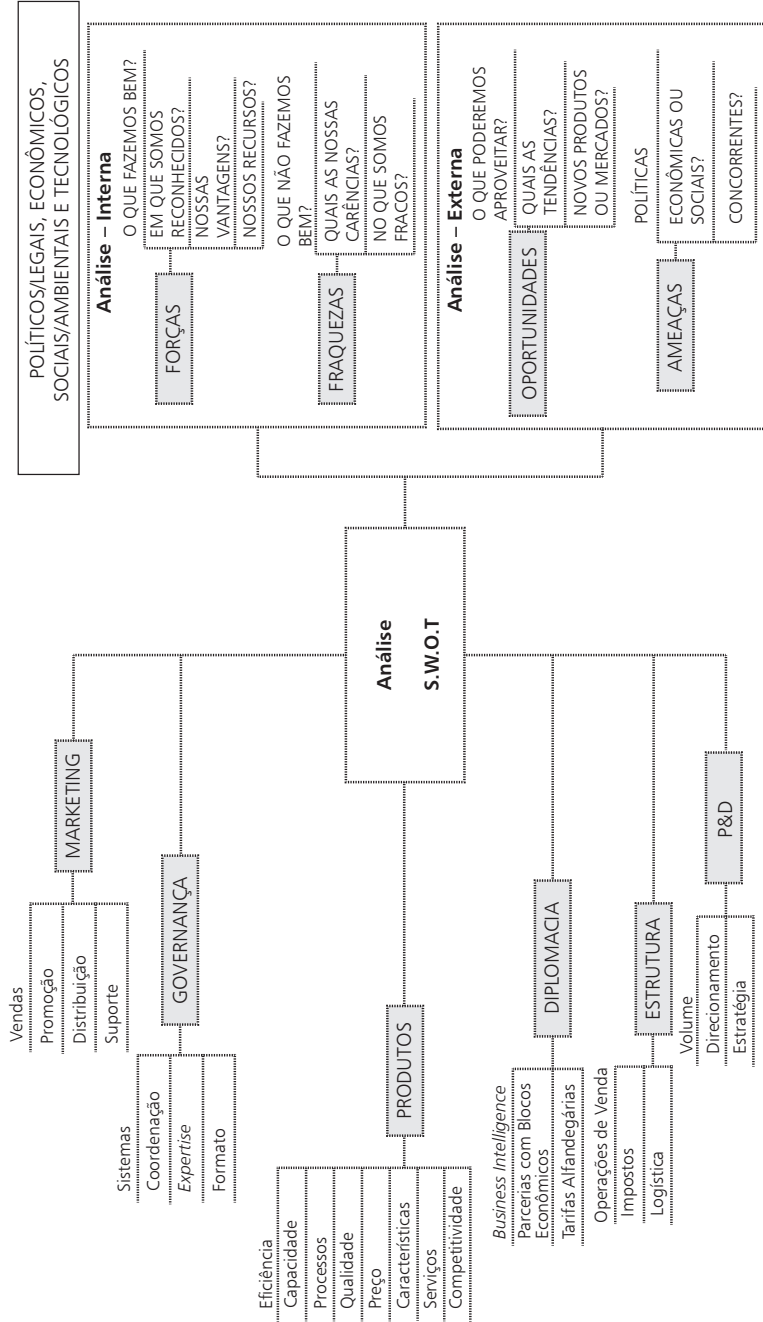 POLÍTICOS/LEGAIS, ECONÔMICOS,
SOCIAIS/AMBIENTAIS E TECNOLÓGICOS
Vendas
Promoção
Distribuição
Suporte
MARKETING
Sistemas
Coordenação
Expertise
Formato
GOVERNANÇA
Eficiência
Capacidade
Processos
Qualidade
Preço
Características
Serviços
Competitividade
PRODUTOS
Business Intelligence
Parcerias com Blocos
Econômicos
Tarifas Alfandegárias
DIPLOMACIA
Operações de Venda
Impostos
Logística
ESTRUTURA
Volume
Direcionamento
Estratégia
P&D
Análise
S.W.O.T
Análise – Interna
FORÇAS
O QUE FAZEMOS BEM?
EM QUE SOMOS
RECONHECIDOS?
NOSSAS
VANTAGENS?
NOSSOS RECURSOS?
FRAQUEZAS
O QUE NÃO FAZEMOS
BEM?
QUAIS AS NOSSAS
CARÊNCIAS?
NO QUE SOMOS
FRACOS?
Análise – Externa
OPORTUNIDADES
O QUE PODEREMOS
APROVEITAR?
QUAIS AS
TENDÊNCIAS?
NOVOS PRODUTOS
OU MERCADOS?
AMEAÇAS
POLÍTICAS
ECONÔMICAS OU
SOCIAIS?
CONCORRENTES?